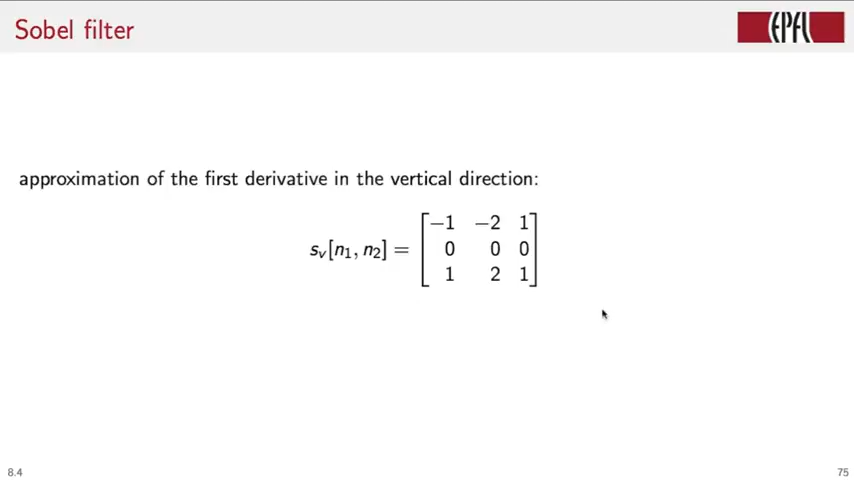 Sobel filter
EPFL
approximation of the first derivative in the vertical direction:
s_v[n_1, n_2] = [−1 −2 1
0 0 0
1 2 1]
8.4
75